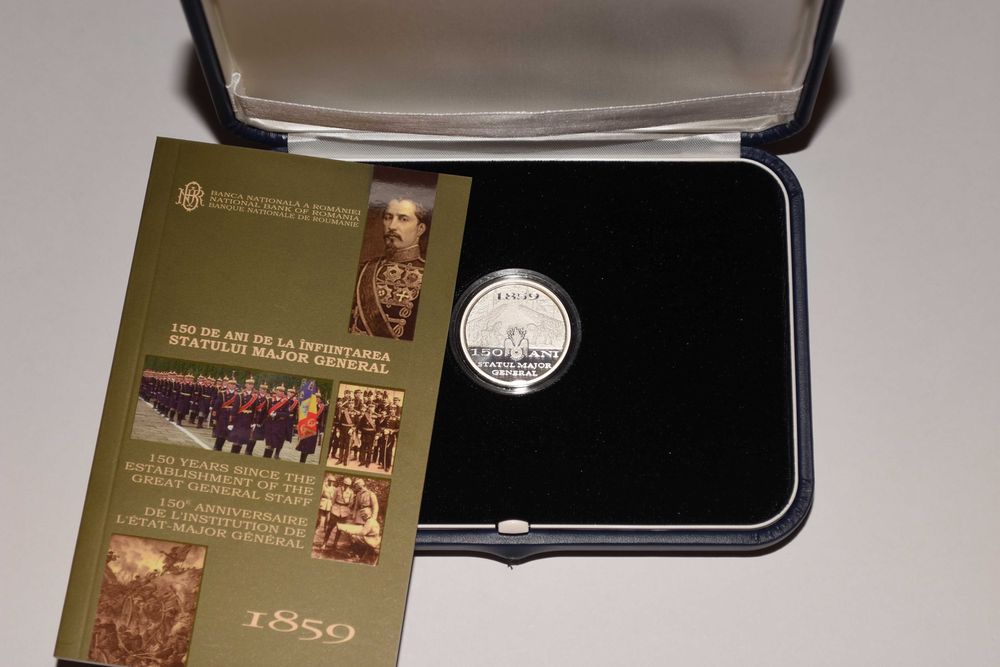 BANCA NAȚIONALĂ A ROMÂNIEI
NATIONAL BANK OF ROMANIA
BANQUE NATIONALE DE ROUMANIE
150 DE ANI DE LA ÎNFIINȚAREA
STATULUI MAJOR GENERAL
150 YEARS SINCE THE
ESTABLISHMENT OF THE
GREAT GENERAL STAFF
150e ANNIVERSAIRE
DE L'INSTITUTION DE
L'ÉTAT-MAJOR GÉNÉRAL
1859
1859
150 ANI
STATUL MAJOR
GENERAL